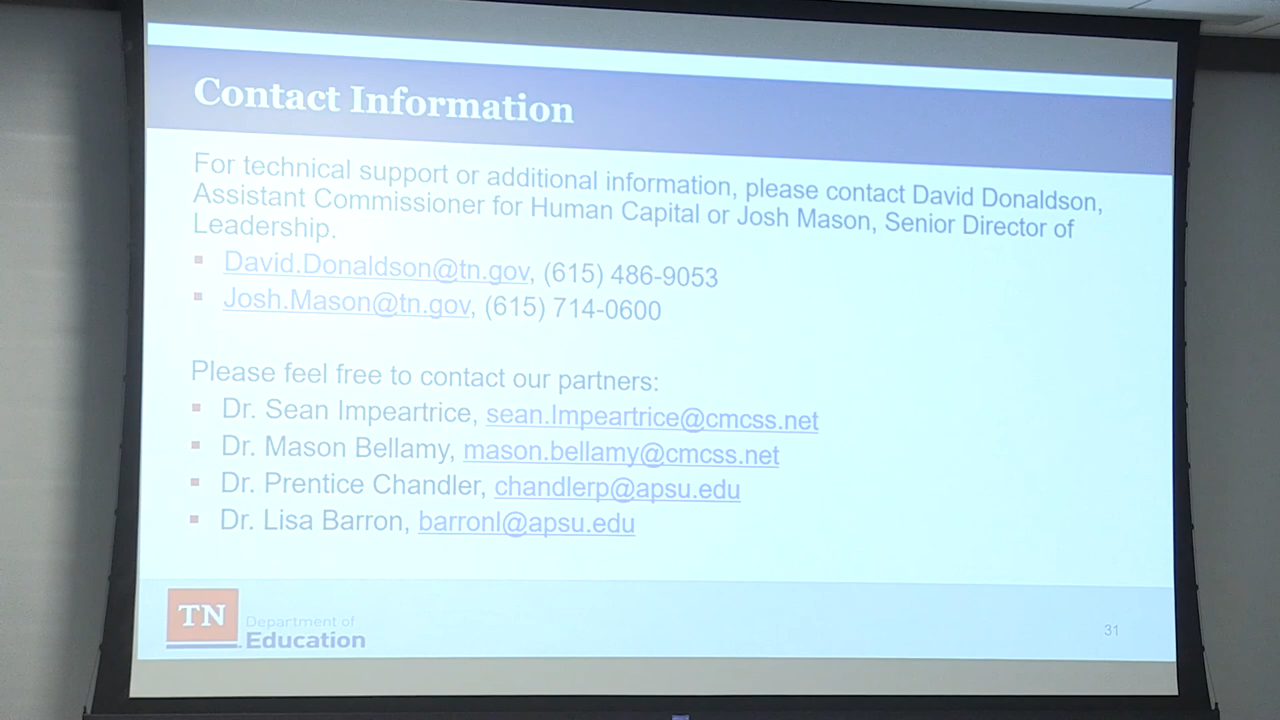 Contact Information
For technical support or additional information, please contact David Donaldson,
Assistant Commissioner for Human Capital or Josh Mason, Senior Director of
Leadership.
David.Donaldson@tn.gov, (615) 486-9053
Josh.Mason@tn.gov, (615) 714-0600
Please feel free to contact our partners:
Dr. Sean Impeartrice, sean.Impeartrice@cmcss.net
Dr. Mason Bellamy, mason.bellamy@cmcss.net
Dr. Prentice Chandler, chandlerp@apsu.edu
Dr. Lisa Barron, barronl@apsu.edu
TN
Department of
Education
31